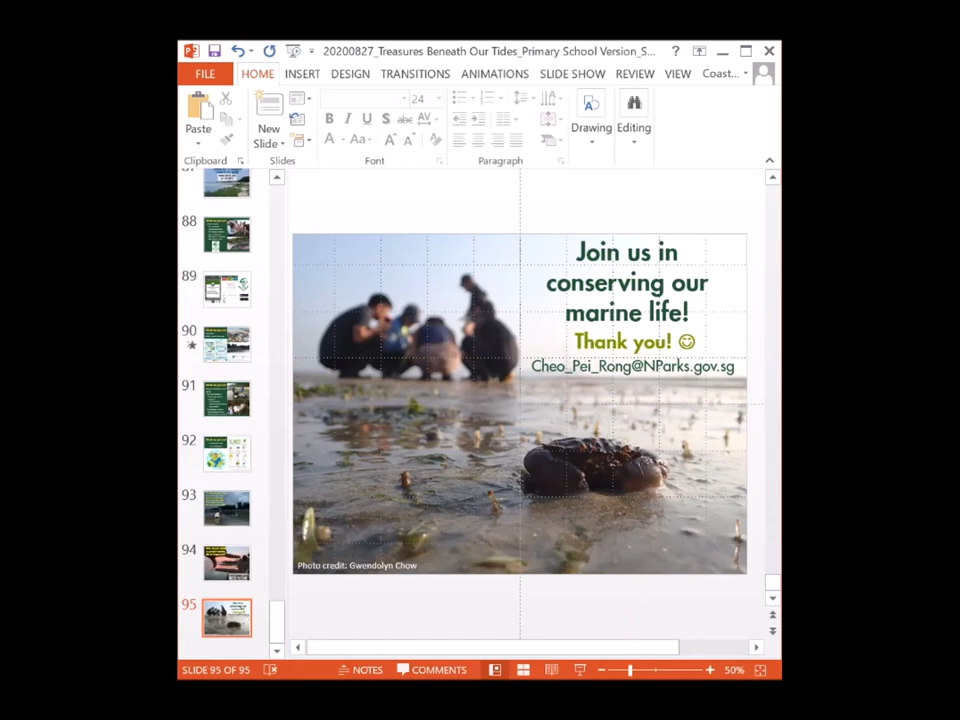 20200827_Treasures Beneath Our Tides_Primary School Version_S...
FILE HOME INSERT DESIGN TRANSITIONS ANIMATIONS SLIDE SHOW REVIEW VIEW Coast...
24
Paste
New
Slide
Drawing
Editing
Clipboard
Slides
Font
Paragraph
88
89
90
91
92
93
94
95
Join us in
conserving our
marine life!
Thank you! ☺
Cheo_Pei_Rong@NParks.gov.sg
Photo credit: Gwendolyn Chow
SLIDE 95 OF 95 NOTES COMMENTS 50%